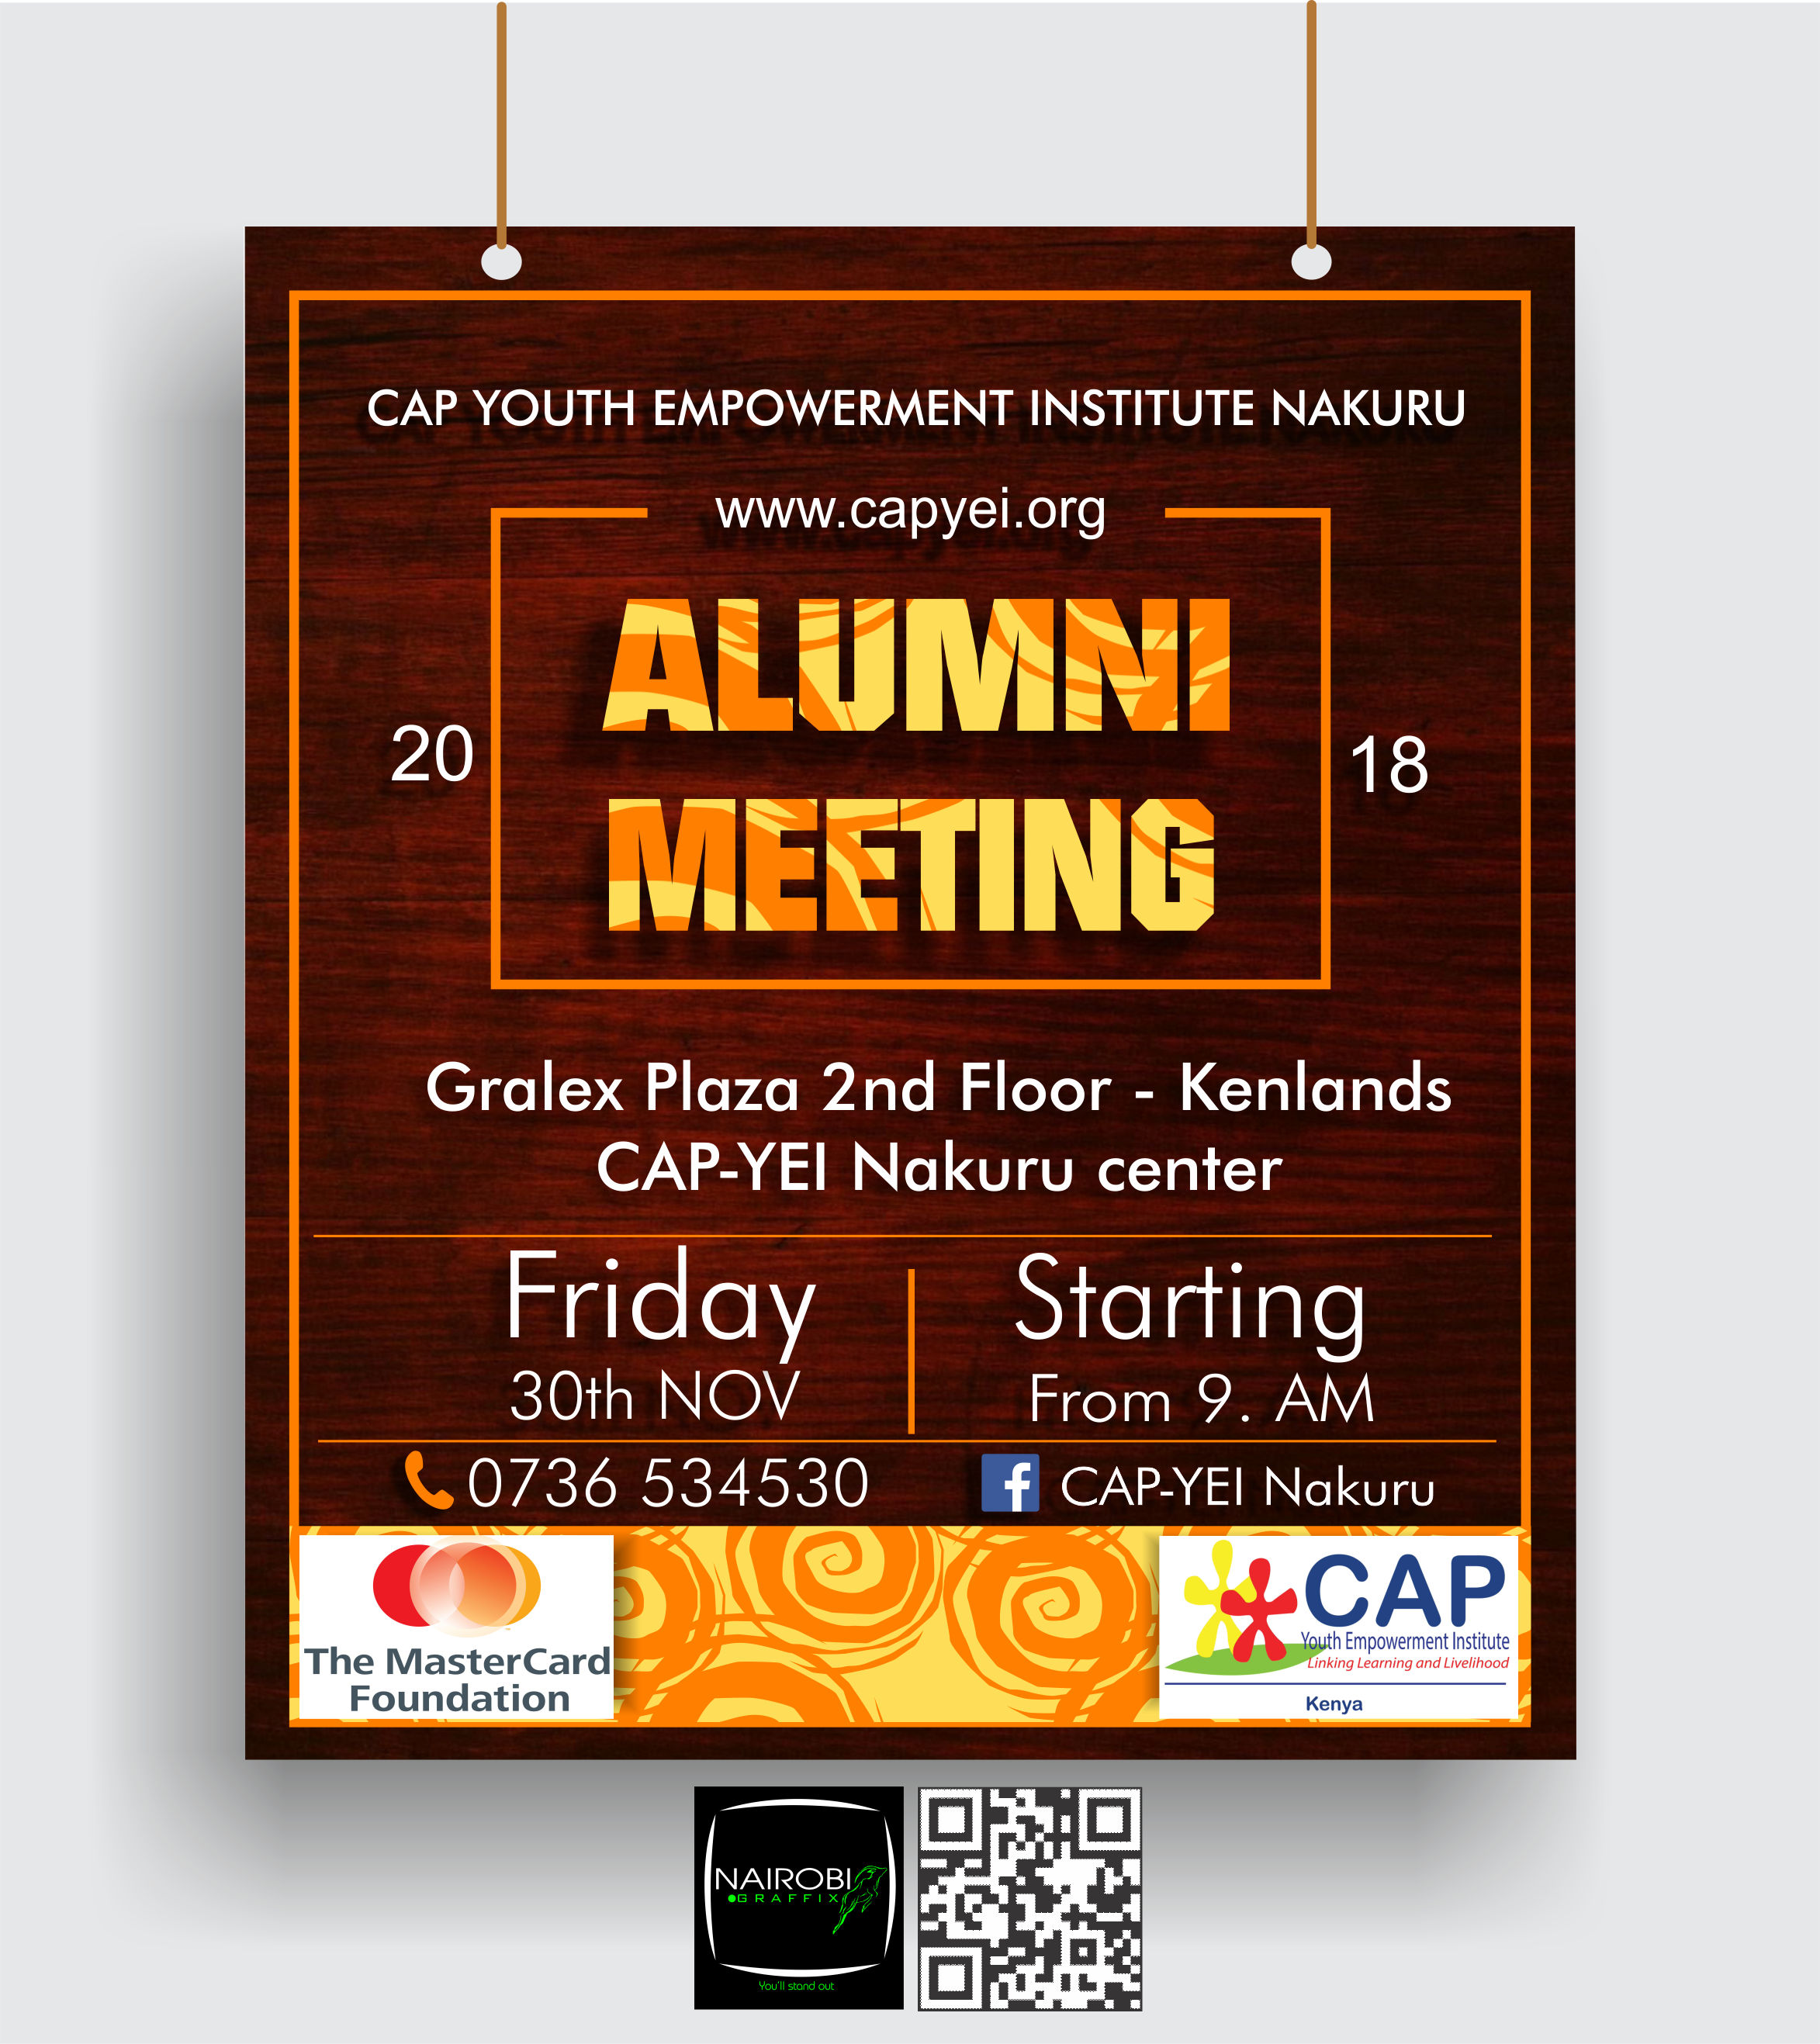 CAP YOUTH EMPOWERMENT INSTITUTE NAKURU
www.capyei.org
ALUMNI
20
18
MEETING
Gralex Plaza 2nd Floor - Kenlands
CAP-YEI Nakuru center
Friday
30th NOV
Starting
From 9. AM
0736 534530
f CAP-YEI Nakuru
The MasterCard
Foundation
CAP
Youth Empowerment Institute
Linking Learning and Livelihood
Kenya
NAIROBI
GRAFFIX
You'll stand out